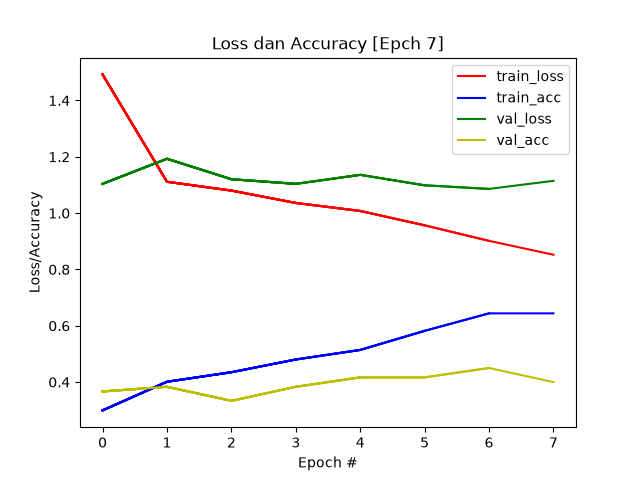 Loss dan Accuracy [Epch 7]
train_loss
train_acc
val_loss
val_acc
Loss/Accuracy
1.4
1.2
1.0
0.8
0.6
0.4
0 1 2 3 4 5 6 7
Epoch #